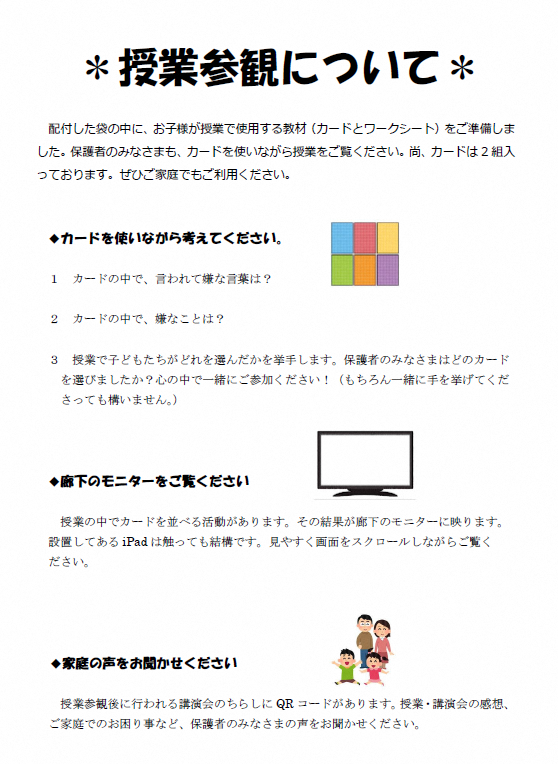 ＊授業参観について＊
配付した袋の中に、お子様が授業で使用する教材（カードとワークシート）をご準備しま
した。保護者のみなさまも、カードを使いながら授業をご覧ください。尚、カードは２組入
っております。ぜひご家庭でもご利用ください。
◆カードを使いながら考えてください。
１　カードの中で、言われて嫌な言葉は？
２　カードの中で、嫌なことは？
３　授業で子どもたちがどれを選んだかを挙手します。保護者のみなさまはどのカード
を選びましたか？心の中で一緒にご参加ください！（もちろん一緒に手を挙げてくだ
さっても構いません。）
◆廊下のモニターをご覧ください
授業の中でカードを並べる活動があります。その結果が廊下のモニターに映ります。
設置してある iPad は触っても結構です。見やすく画面をスクロールしながらご覧く
ださい。
◆家庭の声をお聞かせください
授業参観後に行われる講演会のちらしに QR コードがあります。授業・講演会の感想、
ご家庭でのお困り事など、保護者のみなさまの声をお聞かせください。